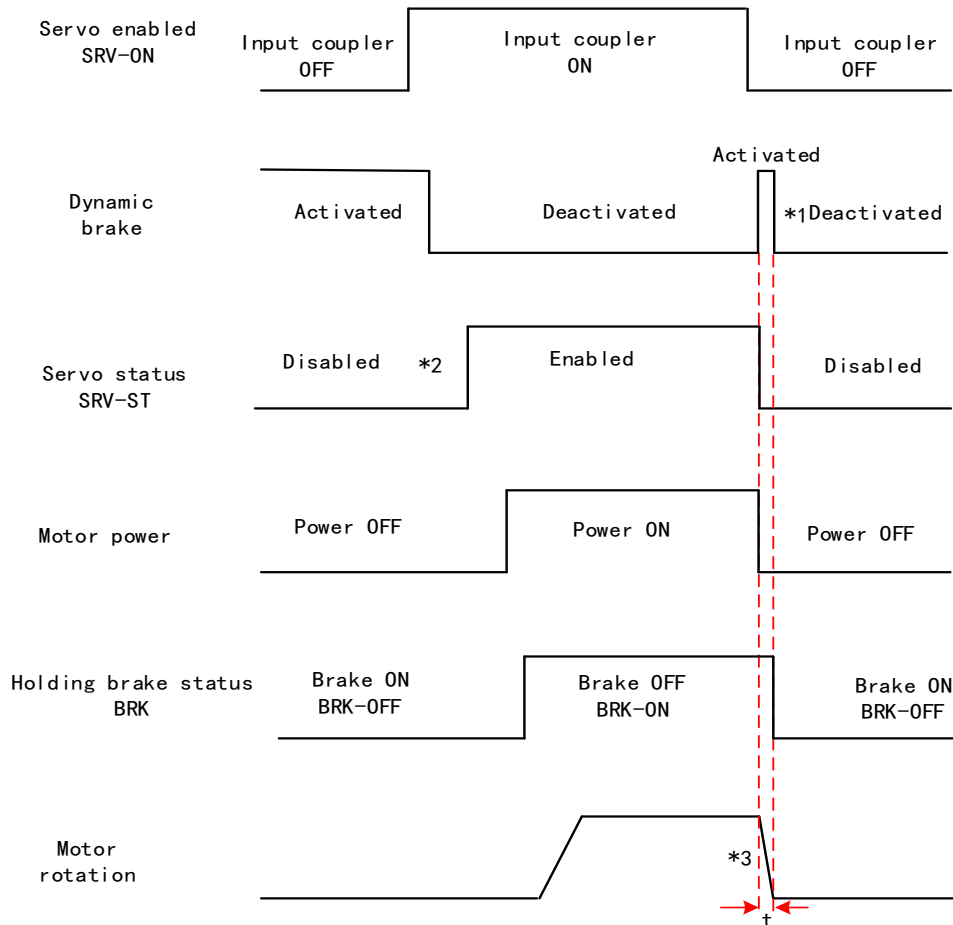 Servo enabled
SRV-ON
Input coupler
OFF
Input coupler
ON
Input coupler
OFF
Activated
Dynamic
brake
Activated
Deactivated
*1Deactivated
Servo status
SRV-ST
Disabled
*2
Enabled
Disabled
Motor power
Power OFF
Power ON
Power OFF
Holding brake status
BRK
Brake ON
BRK-OFF
Brake OFF
BRK-ON
Brake ON
BRK-OFF
Motor
rotation
*3
t